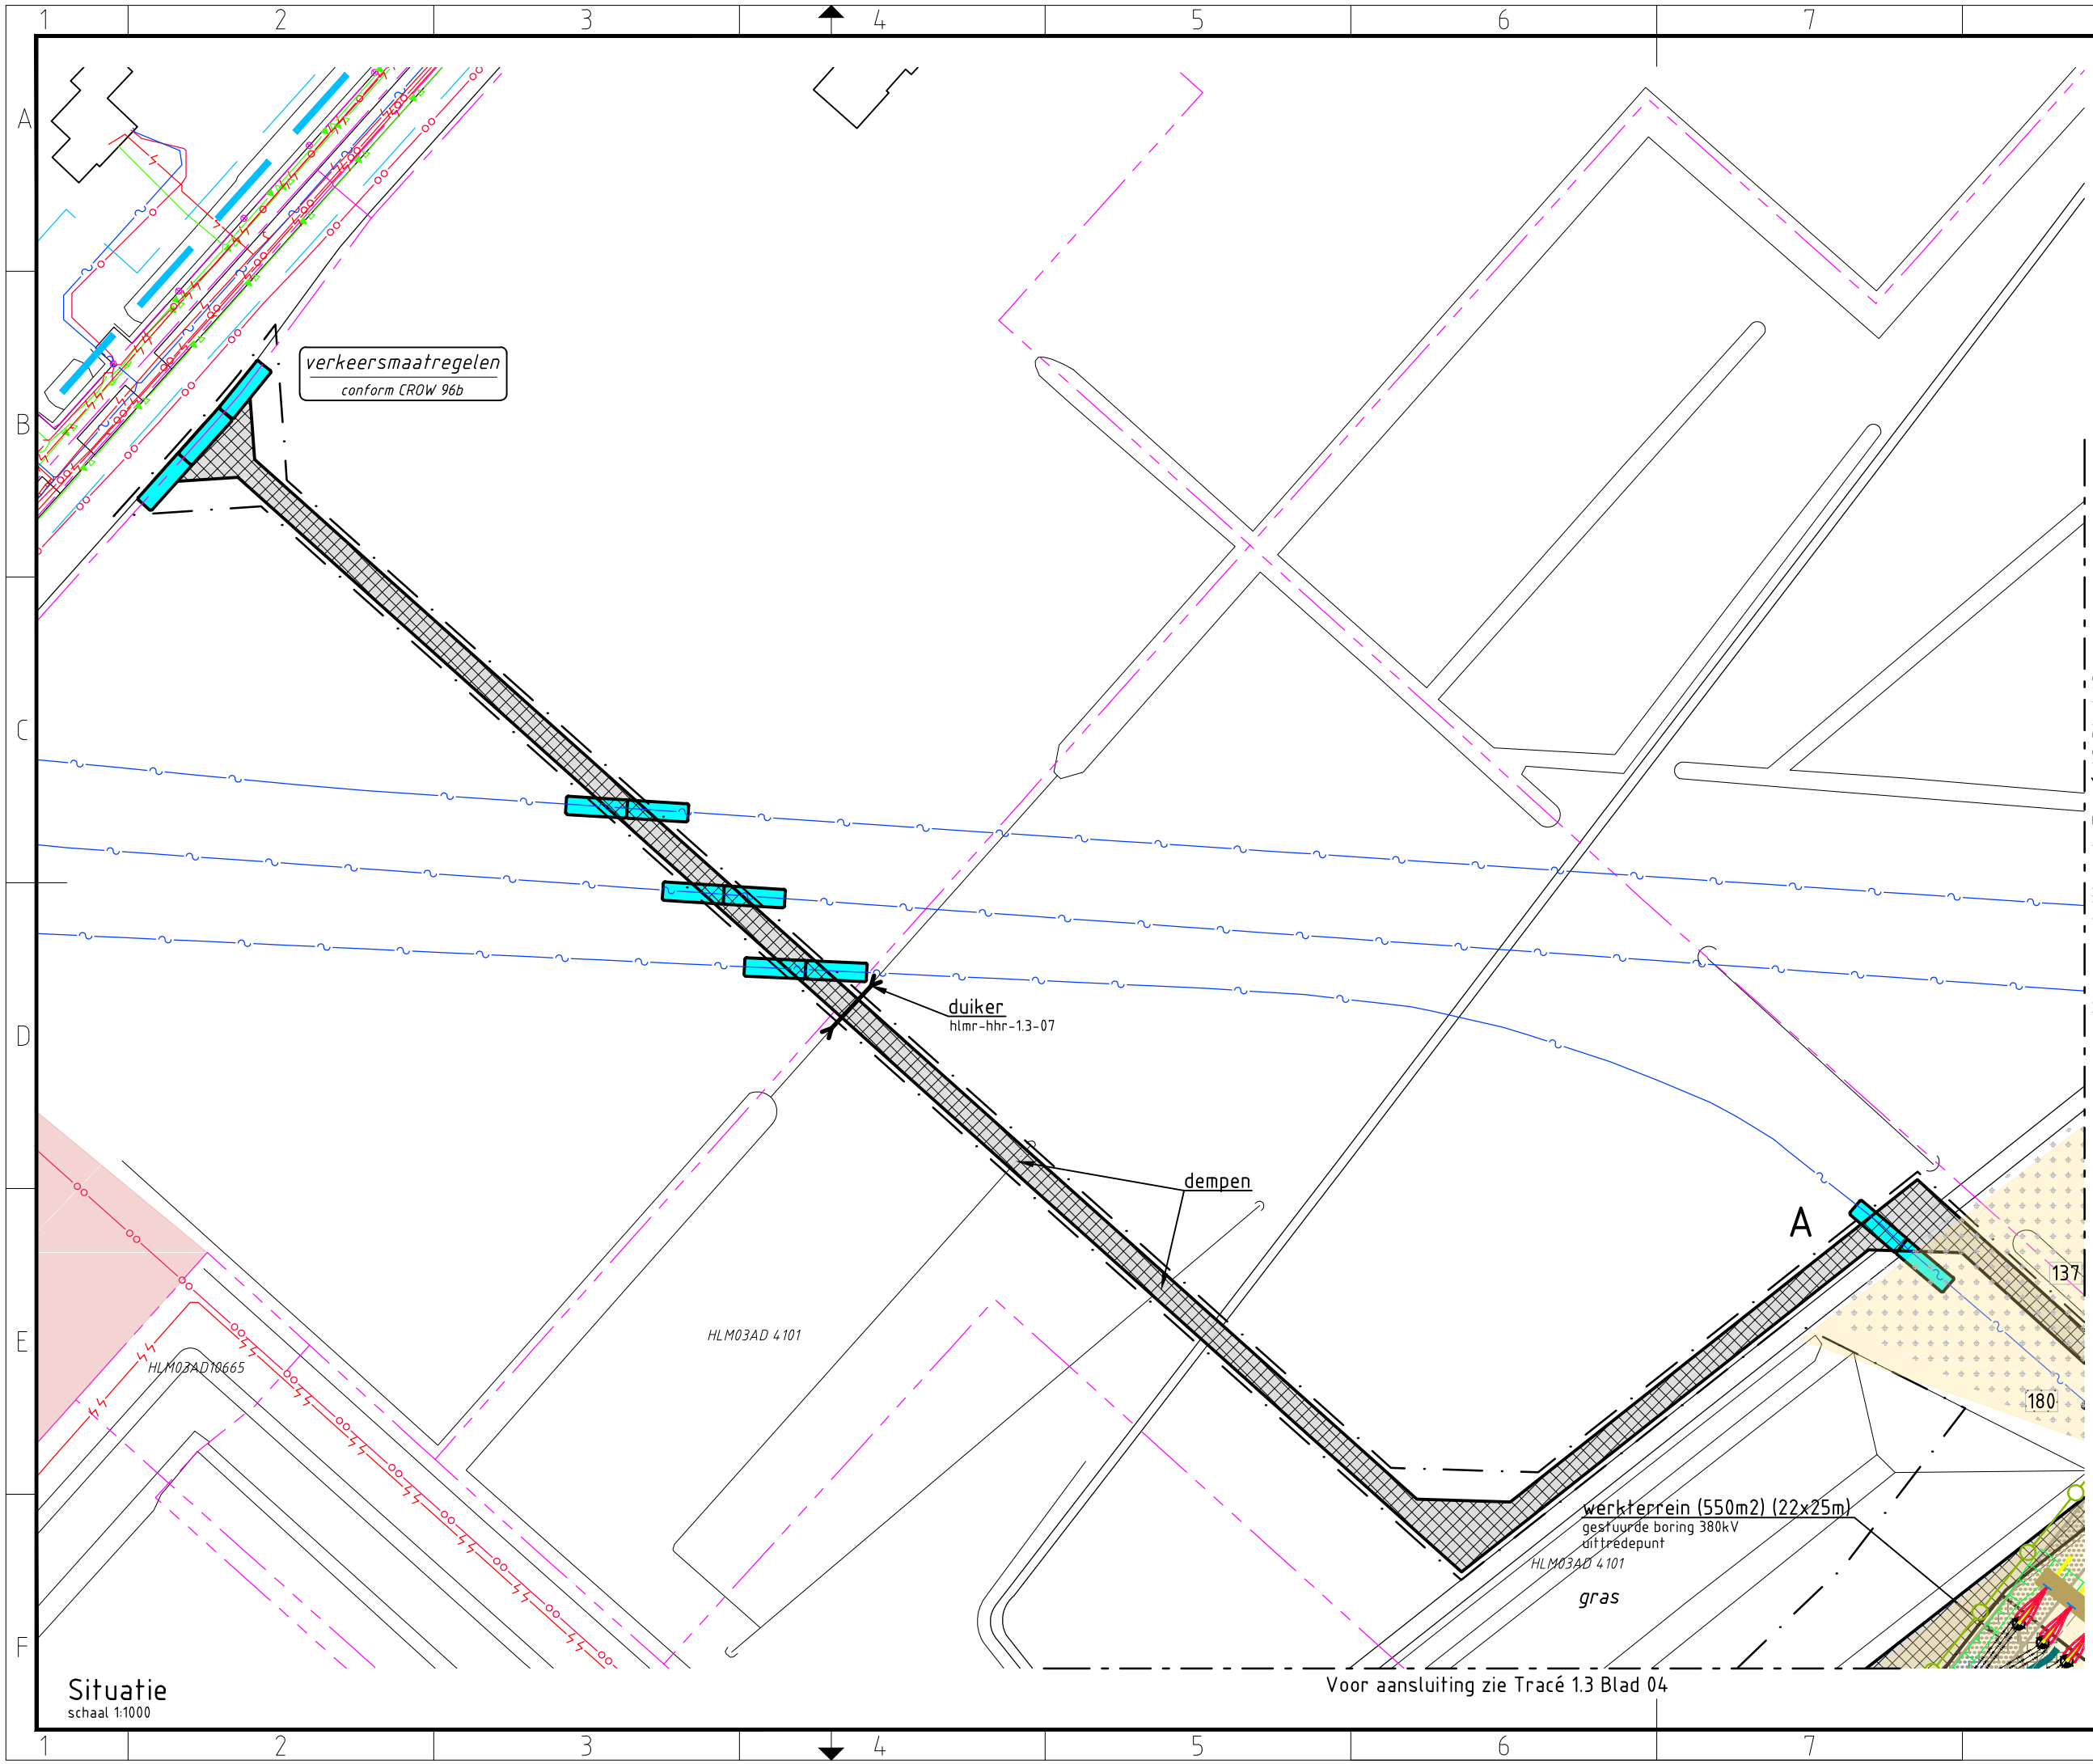 1 2 3 4 5 6 7
A
verkeersmaatregelen
conform CROW 96b
B
C
duiker
hlmr-hhr-1.3-07
D
dempen
A
137
E
HLM03AD 4101
HLM03AD10665
180
werkterrein (550m2) (22x25m)
gestuurde boring 380kV
uittredepunt
HLM03AD 4101
gras
F
Situatie
schaal 1:1000
Voor aansluiting zie Tracé 1.3 Blad 04
1 2 3 4 5 6 7